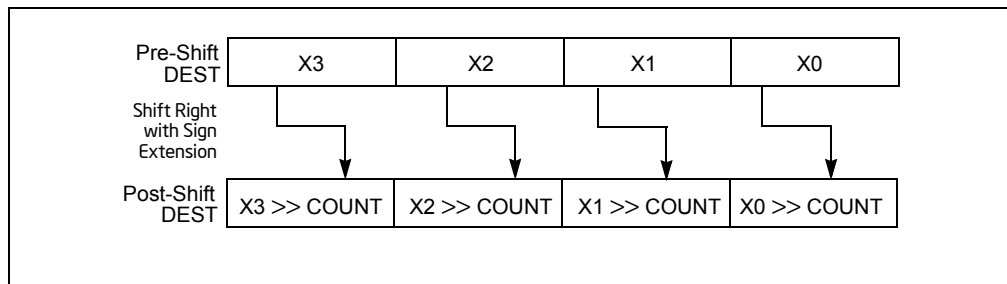 Pre-Shift
DEST
X3 X2 X1 X0
Shift Right
with Sign
Extension
Post-Shift
DEST
X3 >> COUNT X2 >> COUNT X1 >> COUNT X0 >> COUNT